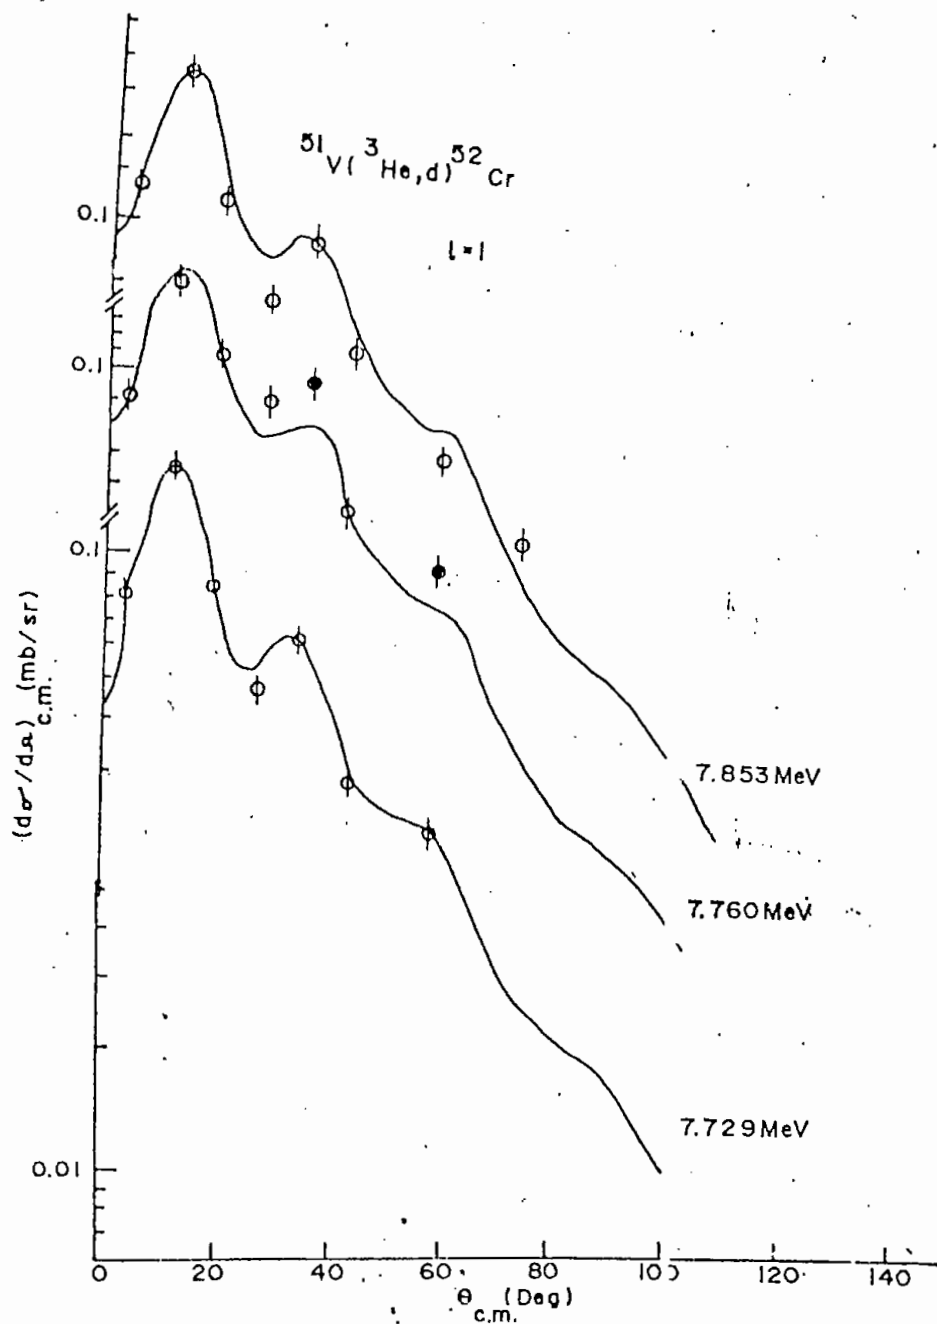 51V(3He,d)52Cr
l=1
0.1
0.1
0.1
(dσ/dΩ)c.m. (mb/sr)
7.853 MeV
7.760 MeV
7.729 MeV
0.01
0 20 40 60 80 100 120 140
θc.m. (Deg)